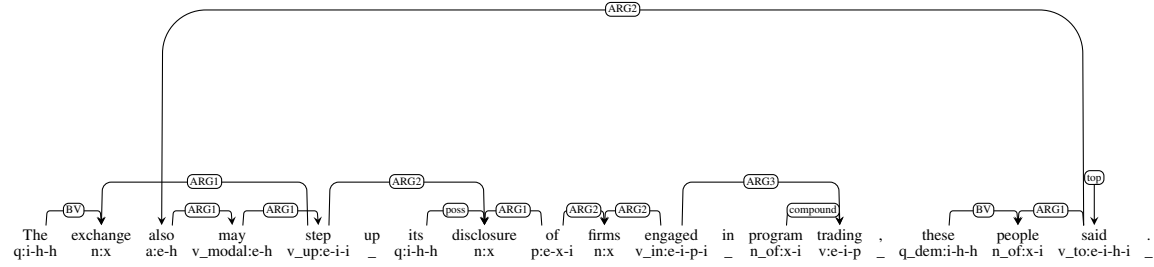 ARG2
ARG1 ARG2 ARG3 top
BV ARG1 ARG1 poss ARG1 ARG2 ARG2 compound BV ARG1
The exchange also may step up its disclosure of firms engaged in program trading , these people said .
q:i-h-h n:x a:e-h v_modal:e-h v_up:e-i-i _ q:i-h-h n:x p:e-x-i n:x v_in:e-i-p-i _ n_of:x-i v:e-i-p _ q_dem:i-h-h n_of:x-i v_to:e-i-h-i _